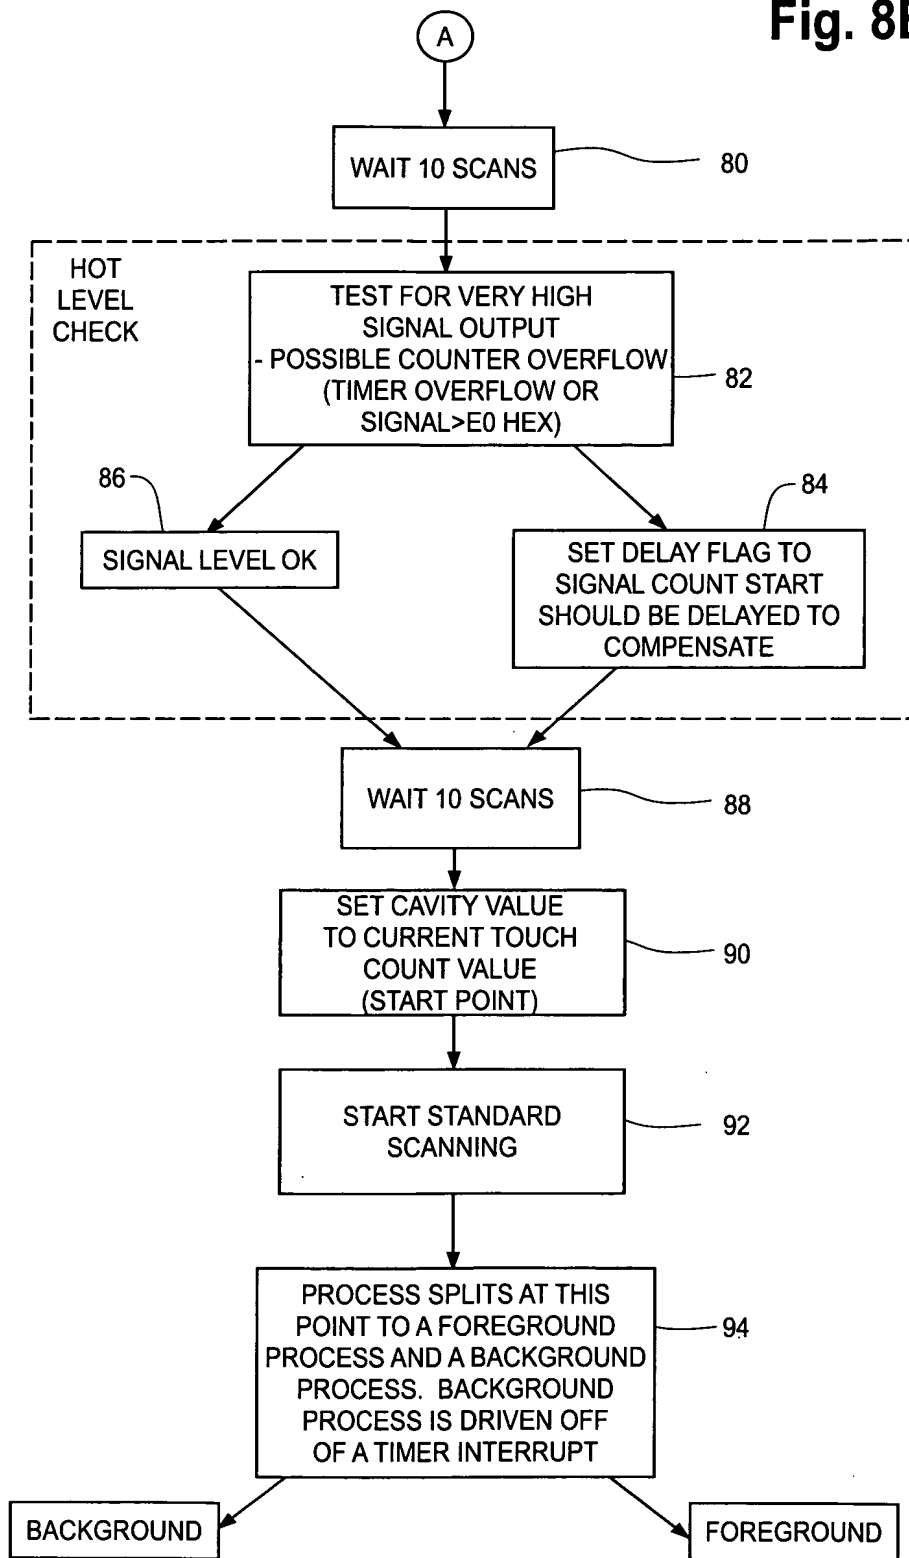 Fig. 8B
A
WAIT 10 SCANS
80
HOT
LEVEL
CHECK
TEST FOR VERY HIGH
SIGNAL OUTPUT
- POSSIBLE COUNTER OVERFLOW
(TIMER OVERFLOW OR
SIGNAL>E0 HEX)
82
86
84
SIGNAL LEVEL OK
SET DELAY FLAG TO
SIGNAL COUNT START
SHOULD BE DELAYED TO
COMPENSATE
WAIT 10 SCANS
88
SET CAVITY VALUE
TO CURRENT TOUCH
COUNT VALUE
(START POINT)
90
START STANDARD
SCANNING
92
PROCESS SPLITS AT THIS
POINT TO A FOREGROUND
PROCESS AND A BACKGROUND
PROCESS. BACKGROUND
PROCESS IS DRIVEN OFF
OF A TIMER INTERRUPT
94
BACKGROUND
FOREGROUND